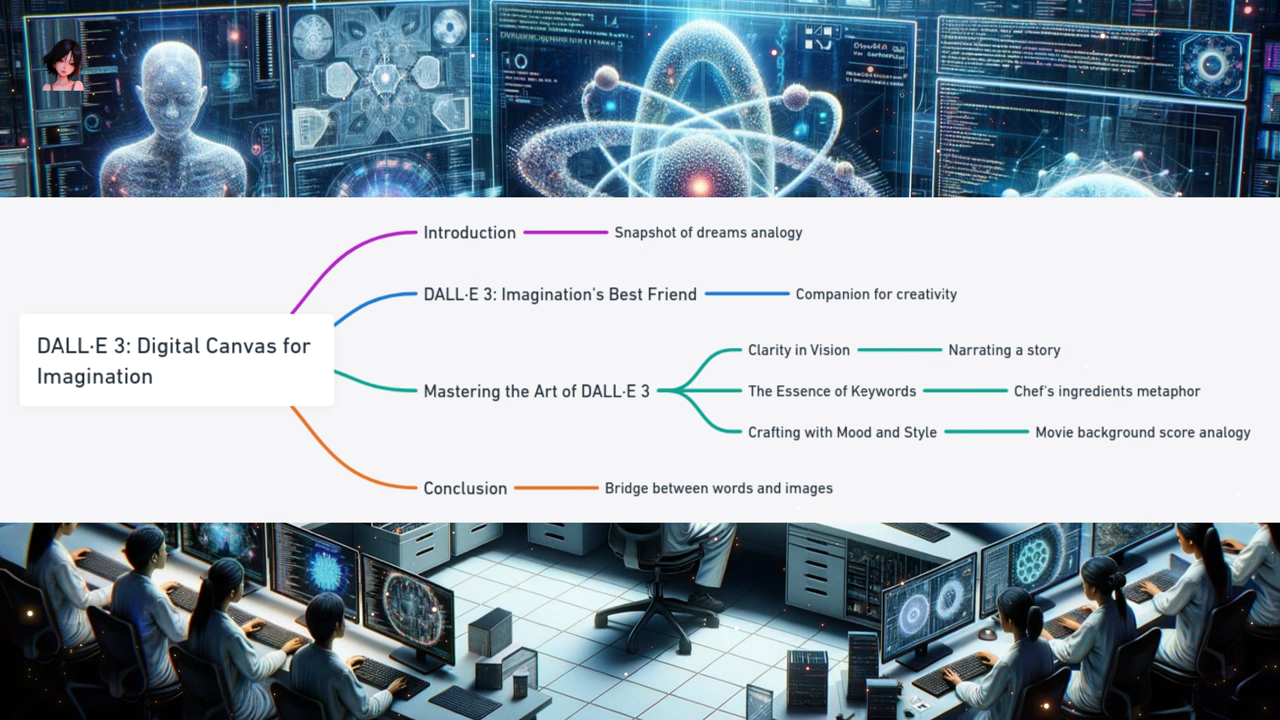 Introduction
Snapshot of dreams analogy
DALL·E 3: Imagination's Best Friend
Companion for creativity
DALL·E 3: Digital Canvas for
Imagination
Clarity in Vision
Narrating a story
Mastering the Art of DALL·E 3
The Essence of Keywords
Chef's ingredients metaphor
Crafting with Mood and Style
Movie background score analogy
Conclusion
Bridge between words and images